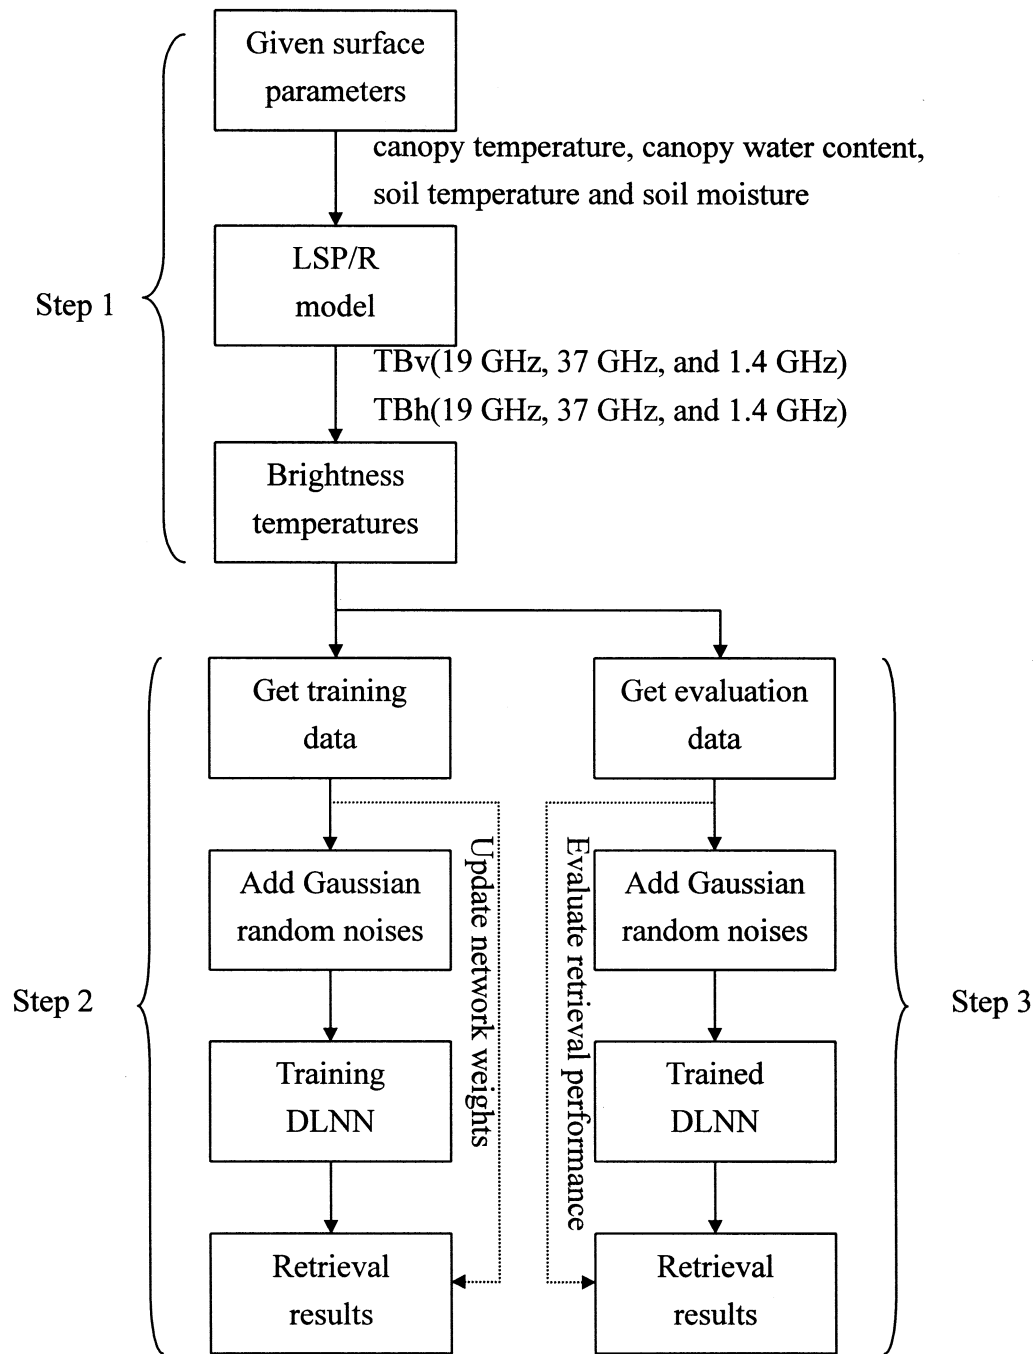 Given surface
parameters
canopy temperature, canopy water content,
soil temperature and soil moisture
LSP/R
model
Step 1
TBv(19 GHz, 37 GHz, and 1.4 GHz)
TBh(19 GHz, 37 GHz, and 1.4 GHz)
Brightness
temperatures
Get training
data
Add Gaussian
random noises
Update network weights
Step 2
Training
DLNN
Retrieval
results
Get evaluation
data
Evaluate retrieval performance
Add Gaussian
random noises
Step 3
Trained
DLNN
Retrieval
results